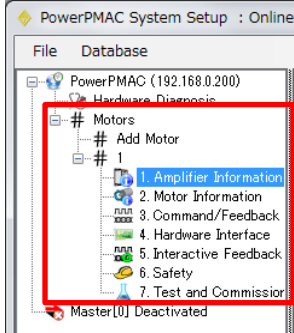 PowerPMAC System Setup : Online
File Database
PowerPMAC (192.168.0.200)
Hardware Diagnosis
# Motors
# Add Motor
# 1
1. Amplifier Information
2. Motor Information
3. Command/Feedback
4. Hardware Interface
5. Interactive Feedback
6. Safety
7. Test and Commission
Master[0] Deactivated